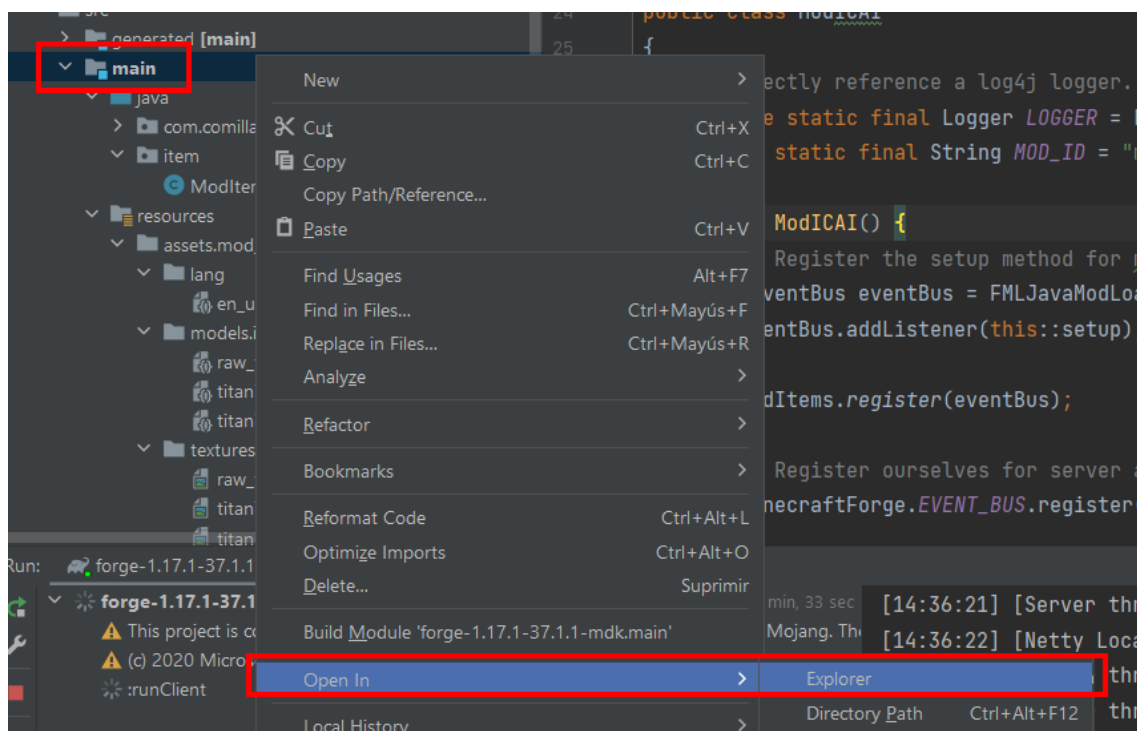 src
24
public class ModICAI
generated [main]
25
{
main
New
ectly reference a log4j logger.
java
com.comilla
Cut Ctrl+X
e static final Logger LOGGER =
item
Copy Ctrl+C
static final String MOD_ID = "
ModIter
Copy Path/Reference...
resources
Paste Ctrl+V
ModICAI() {
assets.mod_
Register the setup method for
lang
Find Usages Alt+F7
ventBus eventBus = FMLJavaModLoa
en_u
Find in Files... Ctrl+Mayús+F
models.i
Replace in Files... Ctrl+Mayús+R
entBus.addListener(this::setup)
raw_
Analyze
titan
dItems.register(eventBus);
titan
Refactor
textures
Bookmarks
Register ourselves for server a
raw_
titan
Reformat Code Ctrl+Alt+L
necraftForge.EVENT_BUS.register
titan
Optimize Imports Ctrl+Alt+O
Run: forge-1.17.1-37.1.1
Delete... Suprimir
forge-1.17.1-37.1
min, 33 sec
[14:36:21] [Server thr
This project is co
Build Module 'forge-1.17.1-37.1.1-mdk.main'
Mojang. The
[14:36:22] [Netty Loca
(c) 2020 Micro
Open In
Explorer
thr
:runClient
Directory Path Ctrl+Alt+F12
thr
Local History